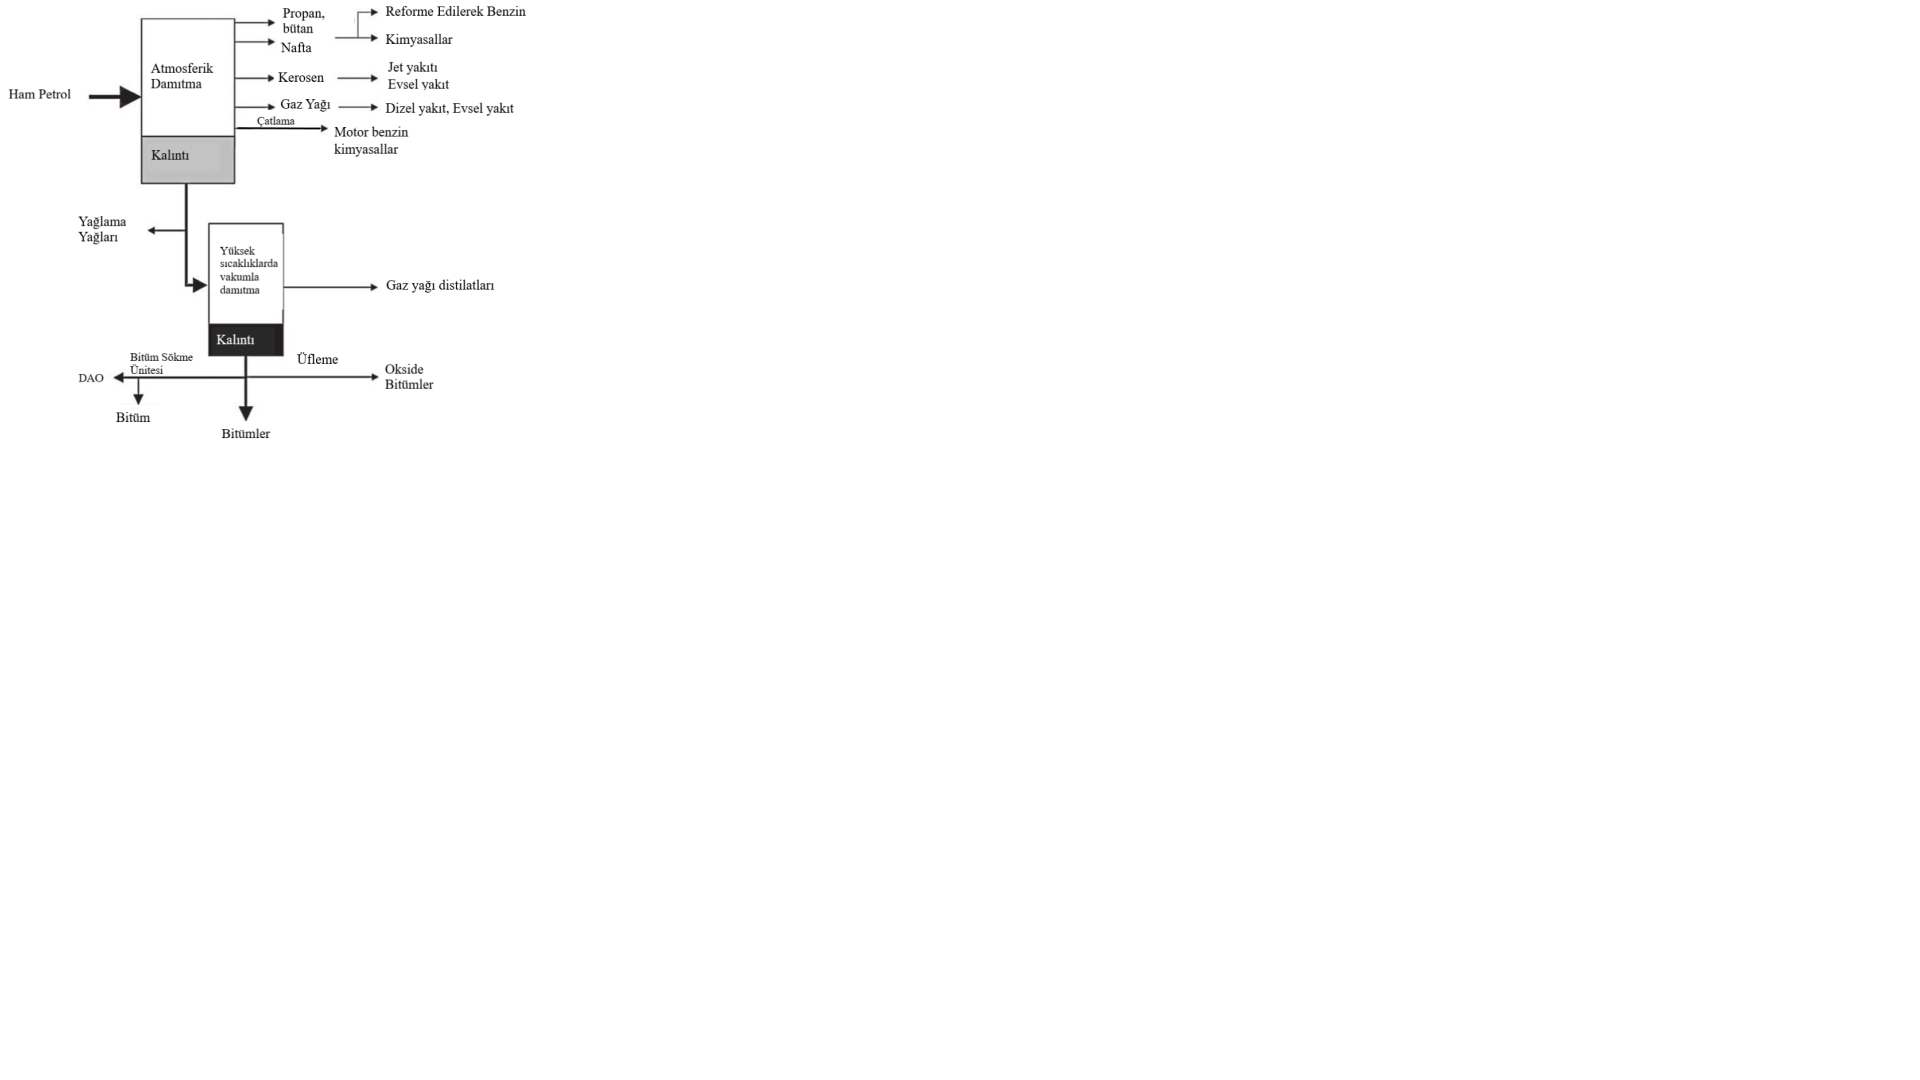 Propan,
bütan
Nafta
Reforme Edilerek Benzin
Kimyasallar
Atmosferik
Damıtma
Kerosen
Jet yakıtı
Evsel yakıt
Ham Petrol
Gaz Yağı
Dizel yakıt, Evsel yakıt
Çatlama
Motor benzin
kimyasallar
Kalıntı
Yağlama
Yağları
Yüksek
sıcaklıklarda
vakumla
damıtma
Gaz yağı distilatları
Kalıntı
Bitüm Sökme
Ünitesi
Üfleme
DAO
Okside
Bitümler
Bitüm
Bitümler